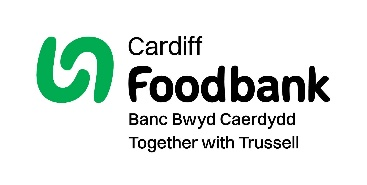 Cardiff
Foodbank
Banc Bwyd Caerdydd
Together with Trussell